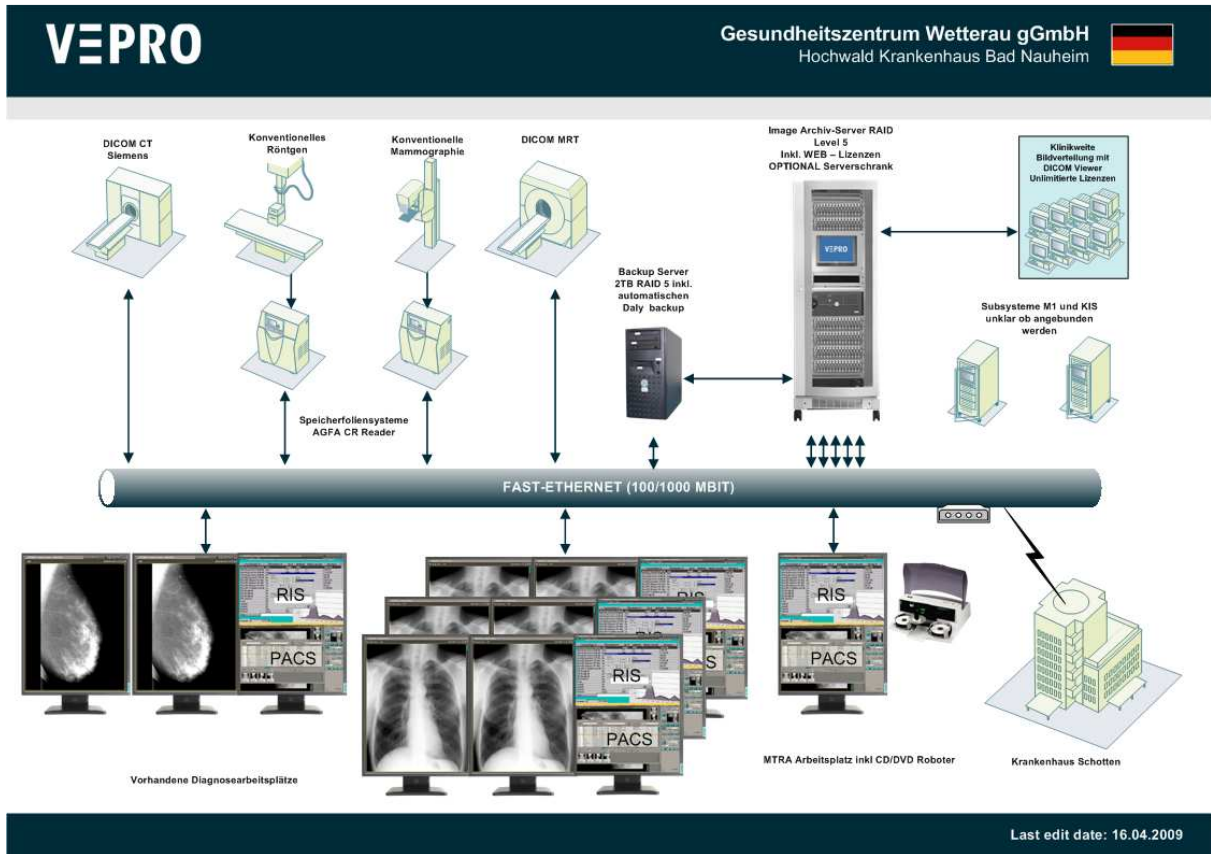 VEPRO
Gesundheitszentrum Wetterau gGmbH
Hochwald Krankenhaus Bad Nauheim
DICOM CT
Siemens
Konventionelles
Röntgen
Konventionelle
Mammographie
DICOM MRT
Image Archiv-Server RAID
Level 5
Inkl. WEB – Lizenzen
OPTIONAL Serverschrank
Klinikweite
Bildverteilung mit
DICOM Viewer
Unlimitierte Lizenzen
VEPRO
Backup Server
2TB RAID 5 inkl.
automatischen
Daly backup
Subsysteme M1 und KIS
unklar ob angebunden
werden
Speicherfoliensysteme
AGFA CR Reader
FAST-ETHERNET (100/1000 MBIT)
RIS
PACS
RIS
PACS
RIS
PACS
RIS
PACS
Vorhandene Diagnosearbeitsplätze
MTRA Arbeitsplatz inkl CD/DVD Roboter
Krankenhaus Schotten
Last edit date: 16.04.2009